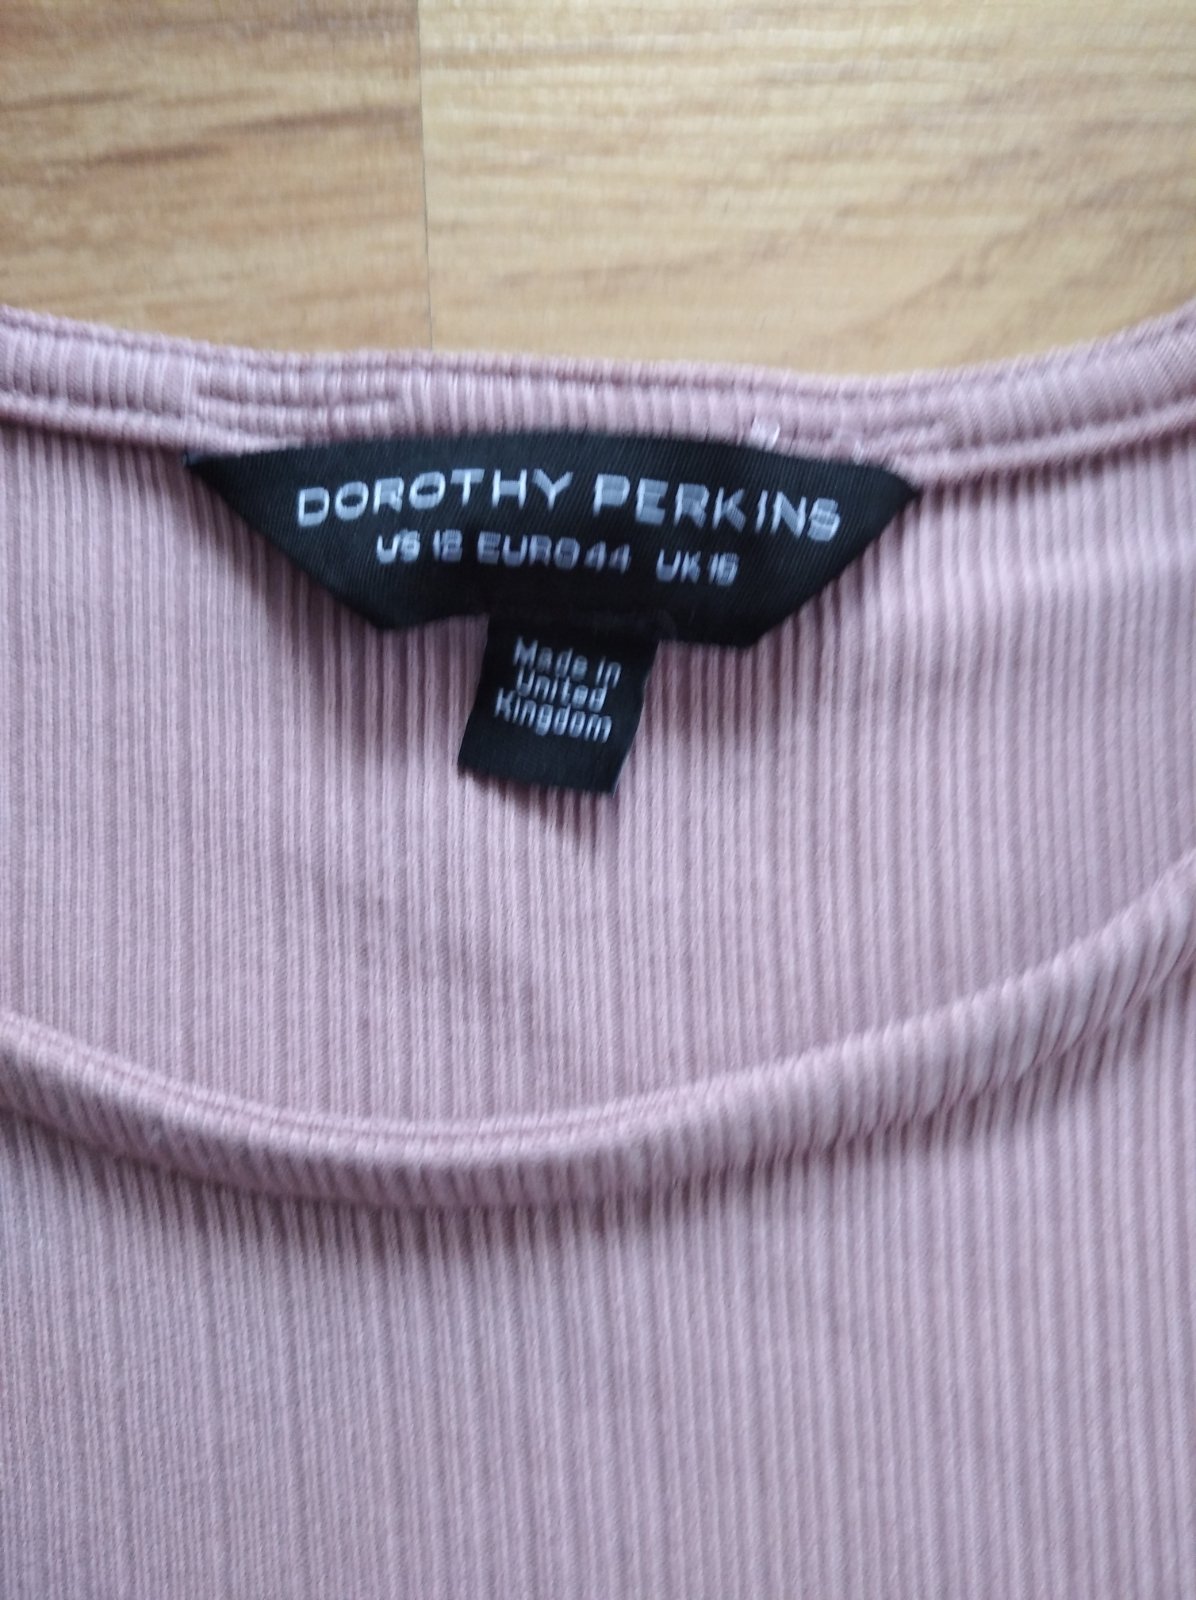 DOROTHY PERKINS
US 12 EURO 44 UK 16
Made in
United
Kingdom